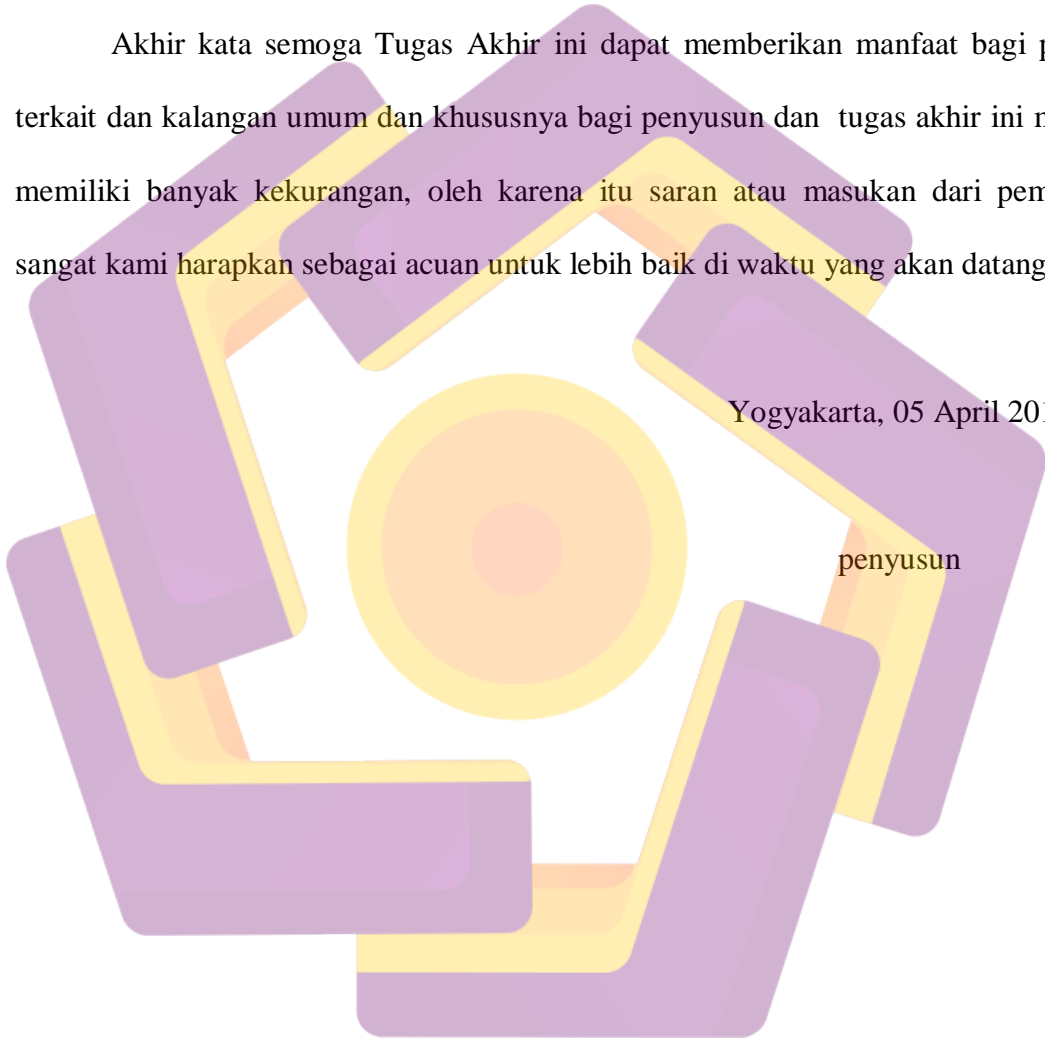 Akhir kata semoga Tugas Akhir ini dapat memberikan manfaat bagi
terkait dan kalangan umum dan khususnya bagi penyusun dan tugas akhir ini
memiliki banyak kekurangan, oleh karena itu saran atau masukan dari
sangat kami harapkan sebagai acuan untuk lebih baik di waktu yang akan datang
Yogyakarta, 05 April
penyusun